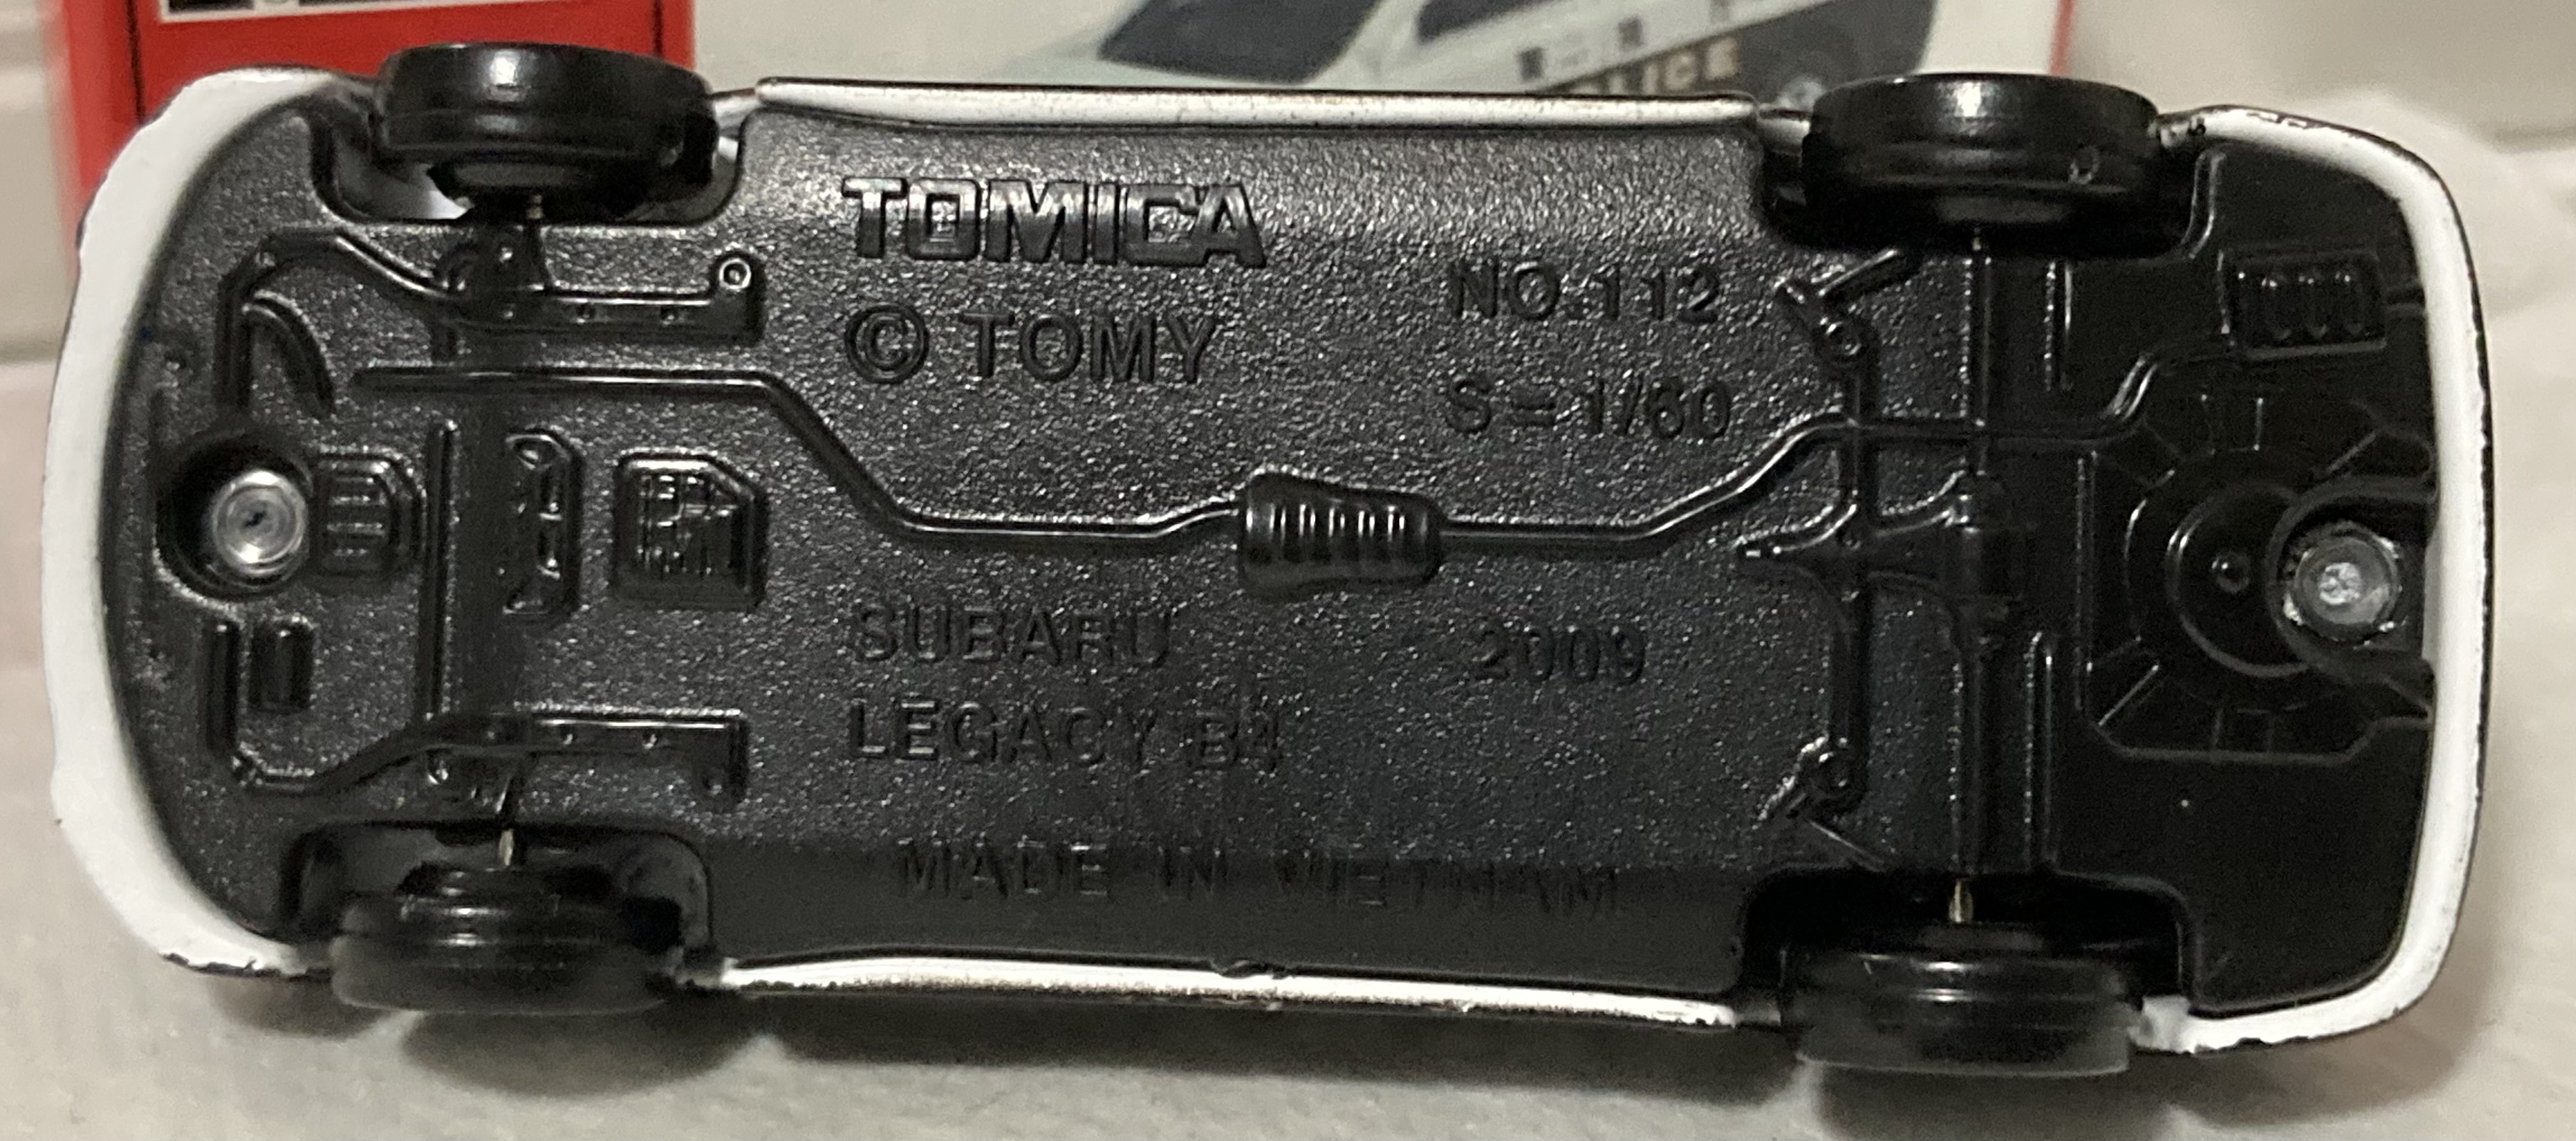 TOMICA
© TOMY
NO.112
S=1/60
SUBARU
LEGACY B4
2009
MADE IN VIETNAM